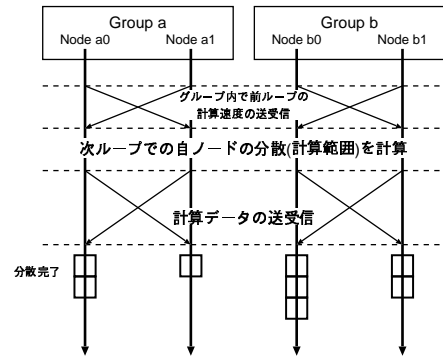 Group a
Group b
Node a0
Node a1
Node b0
Node b1
グループ内で前ループの
計算速度の送受信
次ループでの自ノードの分散(計算範囲)を計算
計算データの送受信
分散完了